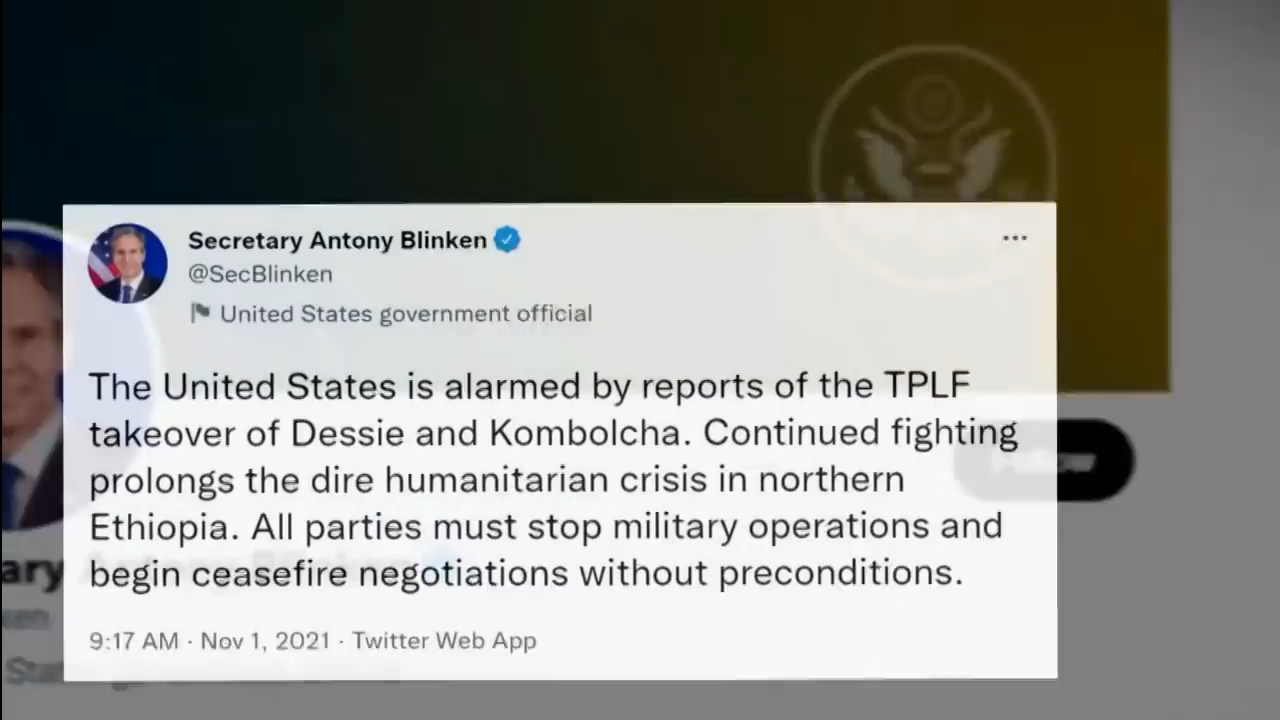 Secretary Antony Blinken
@SecBlinken
United States government official
The United States is alarmed by reports of the TPLF
takeover of Dessie and Kombolcha. Continued fighting
prolongs the dire humanitarian crisis in northern
Ethiopia. All parties must stop military operations and
begin ceasefire negotiations without preconditions.
9:17 AM · Nov 1, 2021 · Twitter Web App